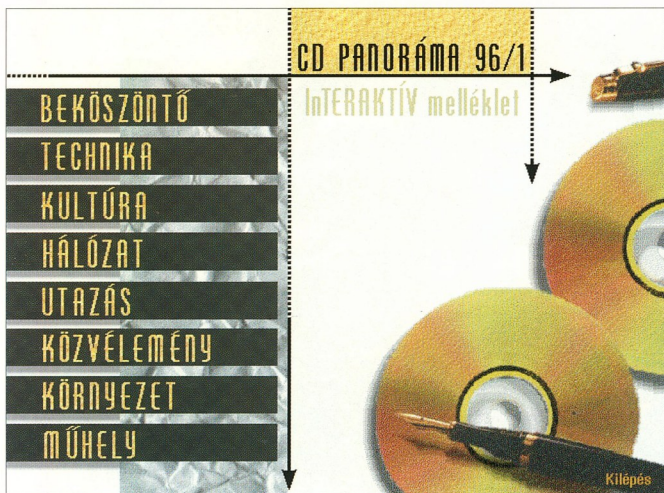 CD PANORÁMA 96/1
InTERAKTÍV melléklet
BEKÖSZÖNTŐ
TECHNIKA
KULTÚRA
HÁLÓZAT
UTAZÁS
KÖZVÉLEMÉNY
KÖRNYEZET
MŰHELY
Kilépés